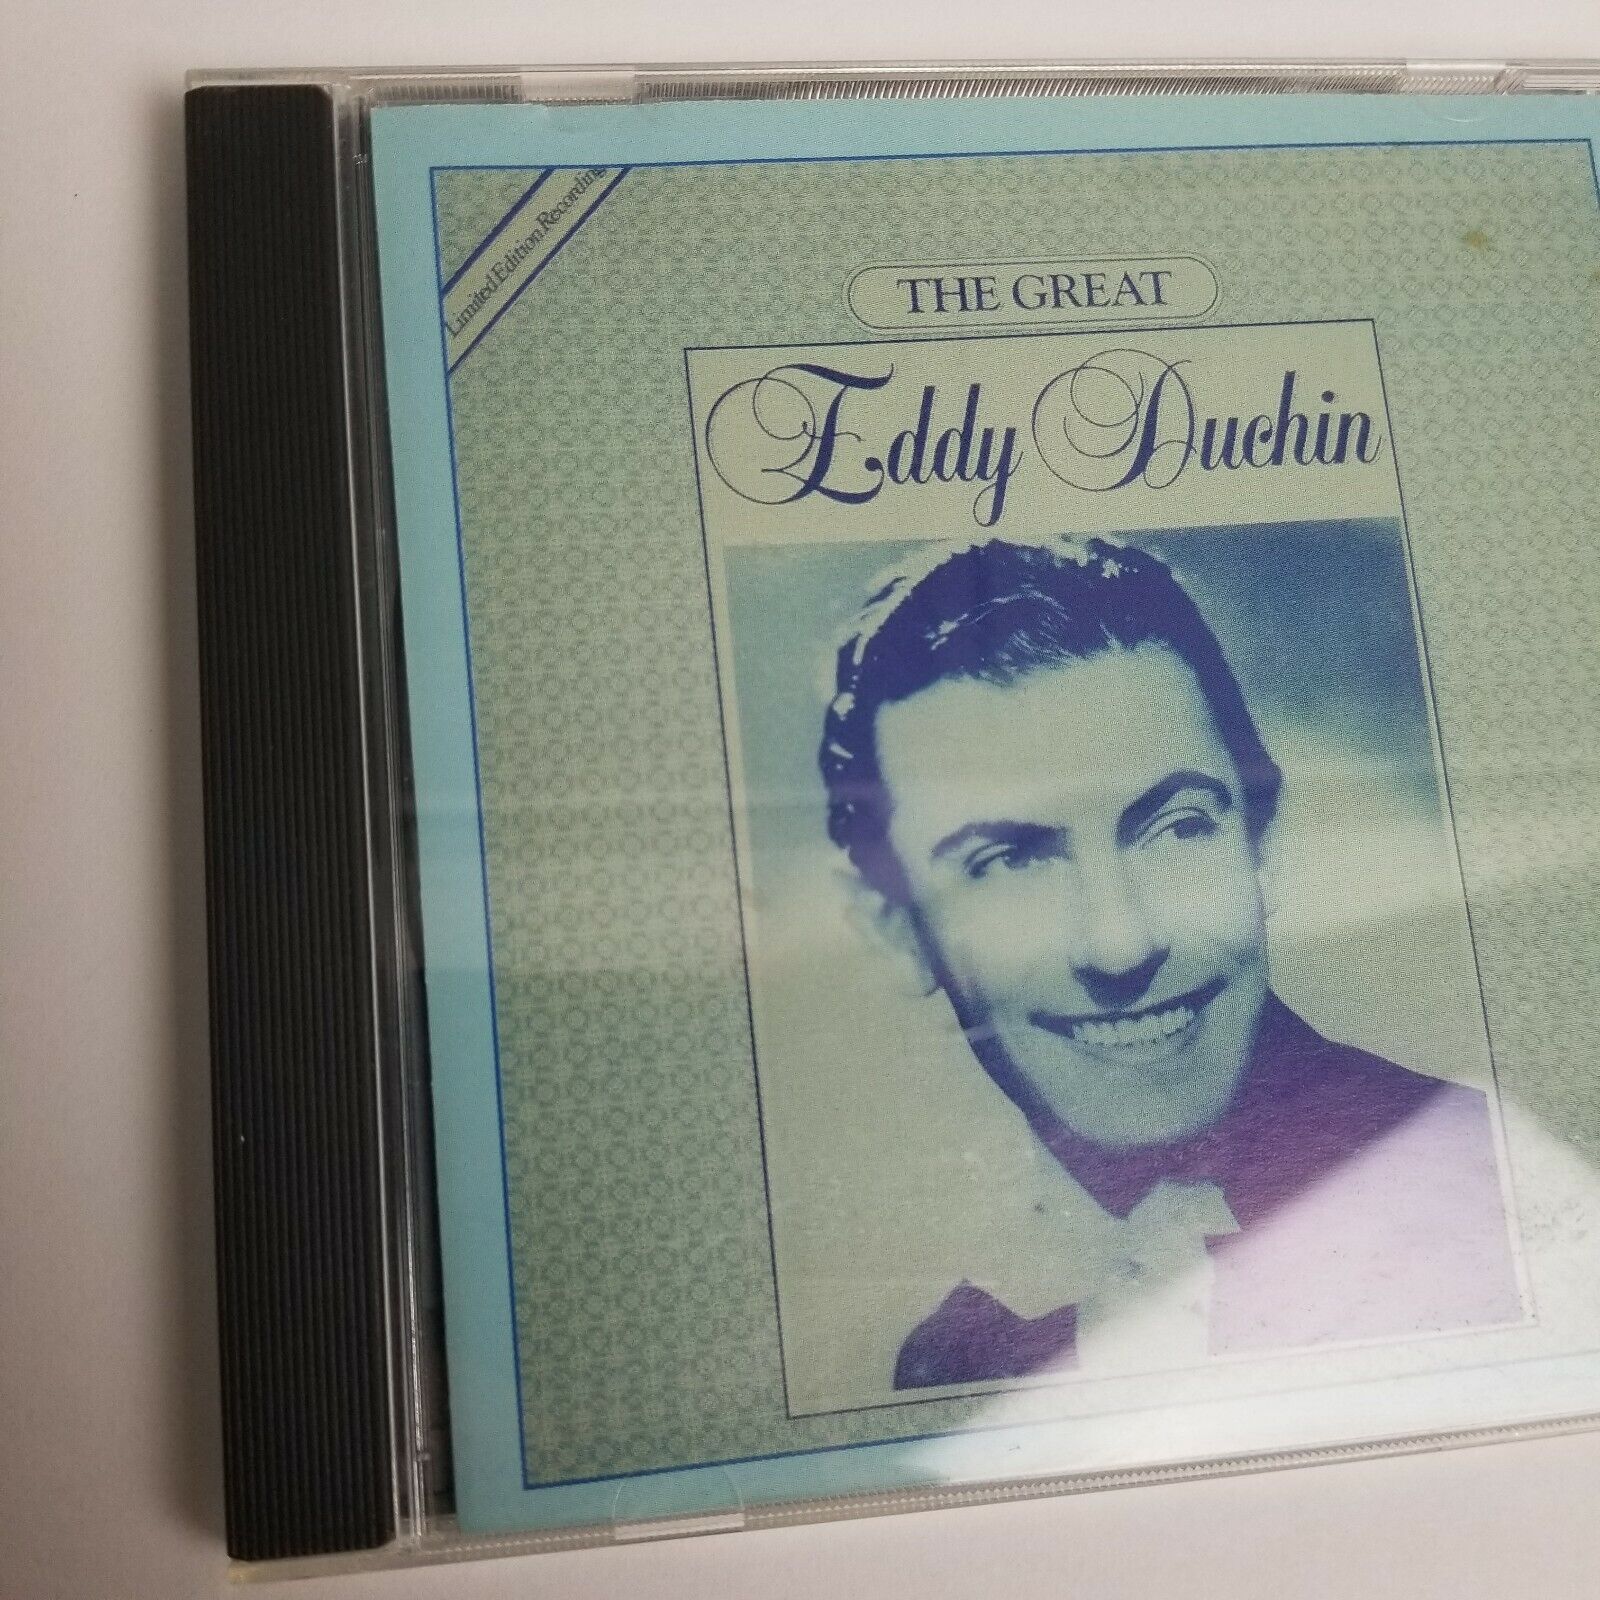 Limited Edition Recording
THE GREAT
Eddy Duchin